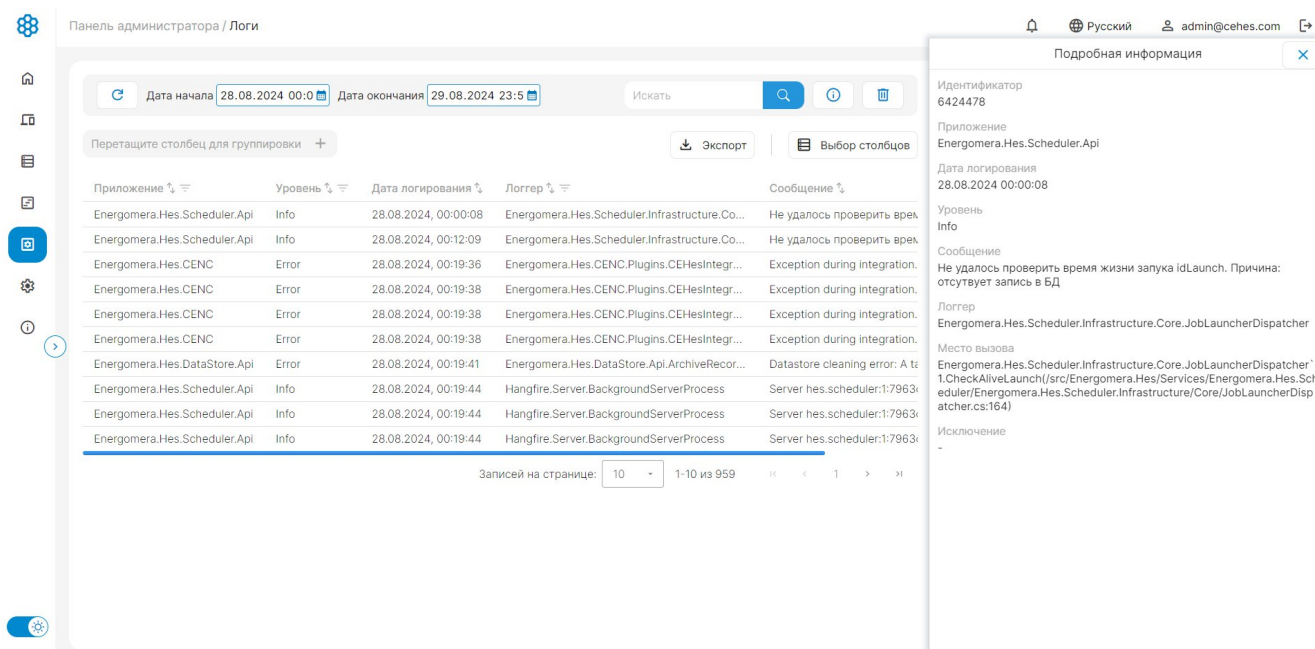 Панель администратора / Логи
Русский
admin@cehes.com
Дата начала 28.08.2024 00:0 Дата окончания 29.08.2024 23:5
Искать
Перетащите столбец для группировки +
Экспорт
Выбор столбцов
Приложение Уровень Дата логирования Логгер Сообщение
Energomera.Hes.Scheduler.Api Info 28.08.2024, 00:00:08 Energomera.Hes.Scheduler.Infrastructure.Co... Не удалось проверить врем
Energomera.Hes.Scheduler.Api Info 28.08.2024, 00:12:09 Energomera.Hes.Scheduler.Infrastructure.Co... Не удалось проверить врем
Energomera.Hes.CENC Error 28.08.2024, 00:19:36 Energomera.Hes.CENC.Plugins.CEHesIntegr... Exception during integration.
Energomera.Hes.CENC Error 28.08.2024, 00:19:38 Energomera.Hes.CENC.Plugins.CEHesIntegr... Exception during integration.
Energomera.Hes.CENC Error 28.08.2024, 00:19:38 Energomera.Hes.CENC.Plugins.CEHesIntegr... Exception during integration.
Energomera.Hes.CENC Error 28.08.2024, 00:19:38 Energomera.Hes.CENC.Plugins.CEHesIntegr... Exception during integration.
Energomera.Hes.DataStore.Api Error 28.08.2024, 00:19:41 Energomera.Hes.DataStore.Api.ArchiveRecor... Datastore cleaning error: A ta
Energomera.Hes.Scheduler.Api Info 28.08.2024, 00:19:44 Hangfire.Server.BackgroundServerProcess Server hes.scheduler:1:7963
Energomera.Hes.Scheduler.Api Info 28.08.2024, 00:19:44 Hangfire.Server.BackgroundServerProcess Server hes.scheduler:1:7963
Energomera.Hes.Scheduler.Api Info 28.08.2024, 00:19:44 Hangfire.Server.BackgroundServerProcess Server hes.scheduler:1:7963
Записей на странице: 10 1-10 из 959 1
Подробная информация
Идентификатор
6424478
Приложение
Energomera.Hes.Scheduler.Api
Дата логирования
28.08.2024 00:00:08
Уровень
Info
Сообщение
Не удалось проверить время жизни запука idLaunch. Причина:
отсутвует запись в БД
Логгер
Energomera.Hes.Scheduler.Infrastructure.Core.JobLauncherDispatcher
Место вызова
Energomera.Hes.Scheduler.Infrastructure.Core.JobLauncherDispatcher`
1.CheckAliveLaunch(/src/Energomera.Hes/Services/Energomera.Hes.Sch
eduler/Energomera.Hes.Scheduler.Infrastructure/Core/JobLauncherDisp
atcher.cs:164)
Исключение
-